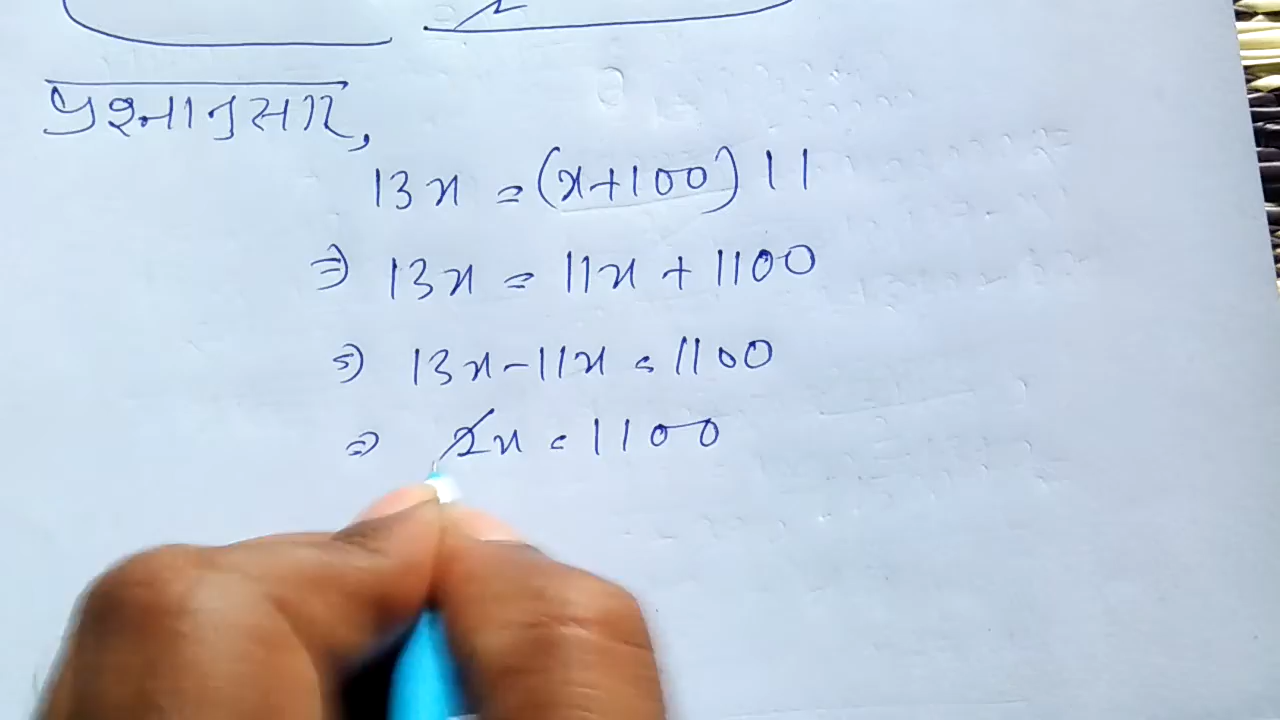 प्रश्नानुसार,
13x = (x+100) 11
⇒ 13x = 11x + 1100
⇒ 13x - 11x = 1100
⇒ 2x = 1100